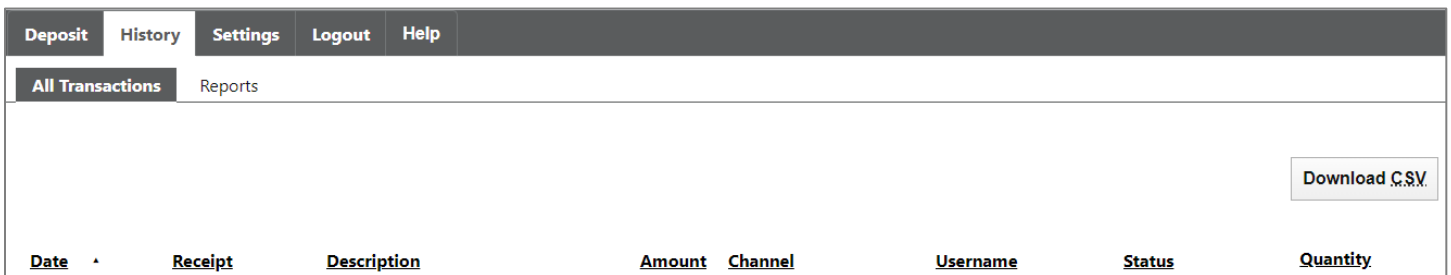 Deposit History Settings Logout Help
All Transactions Reports
Download CSV
Date Receipt Description Amount Channel Username Status Quantity